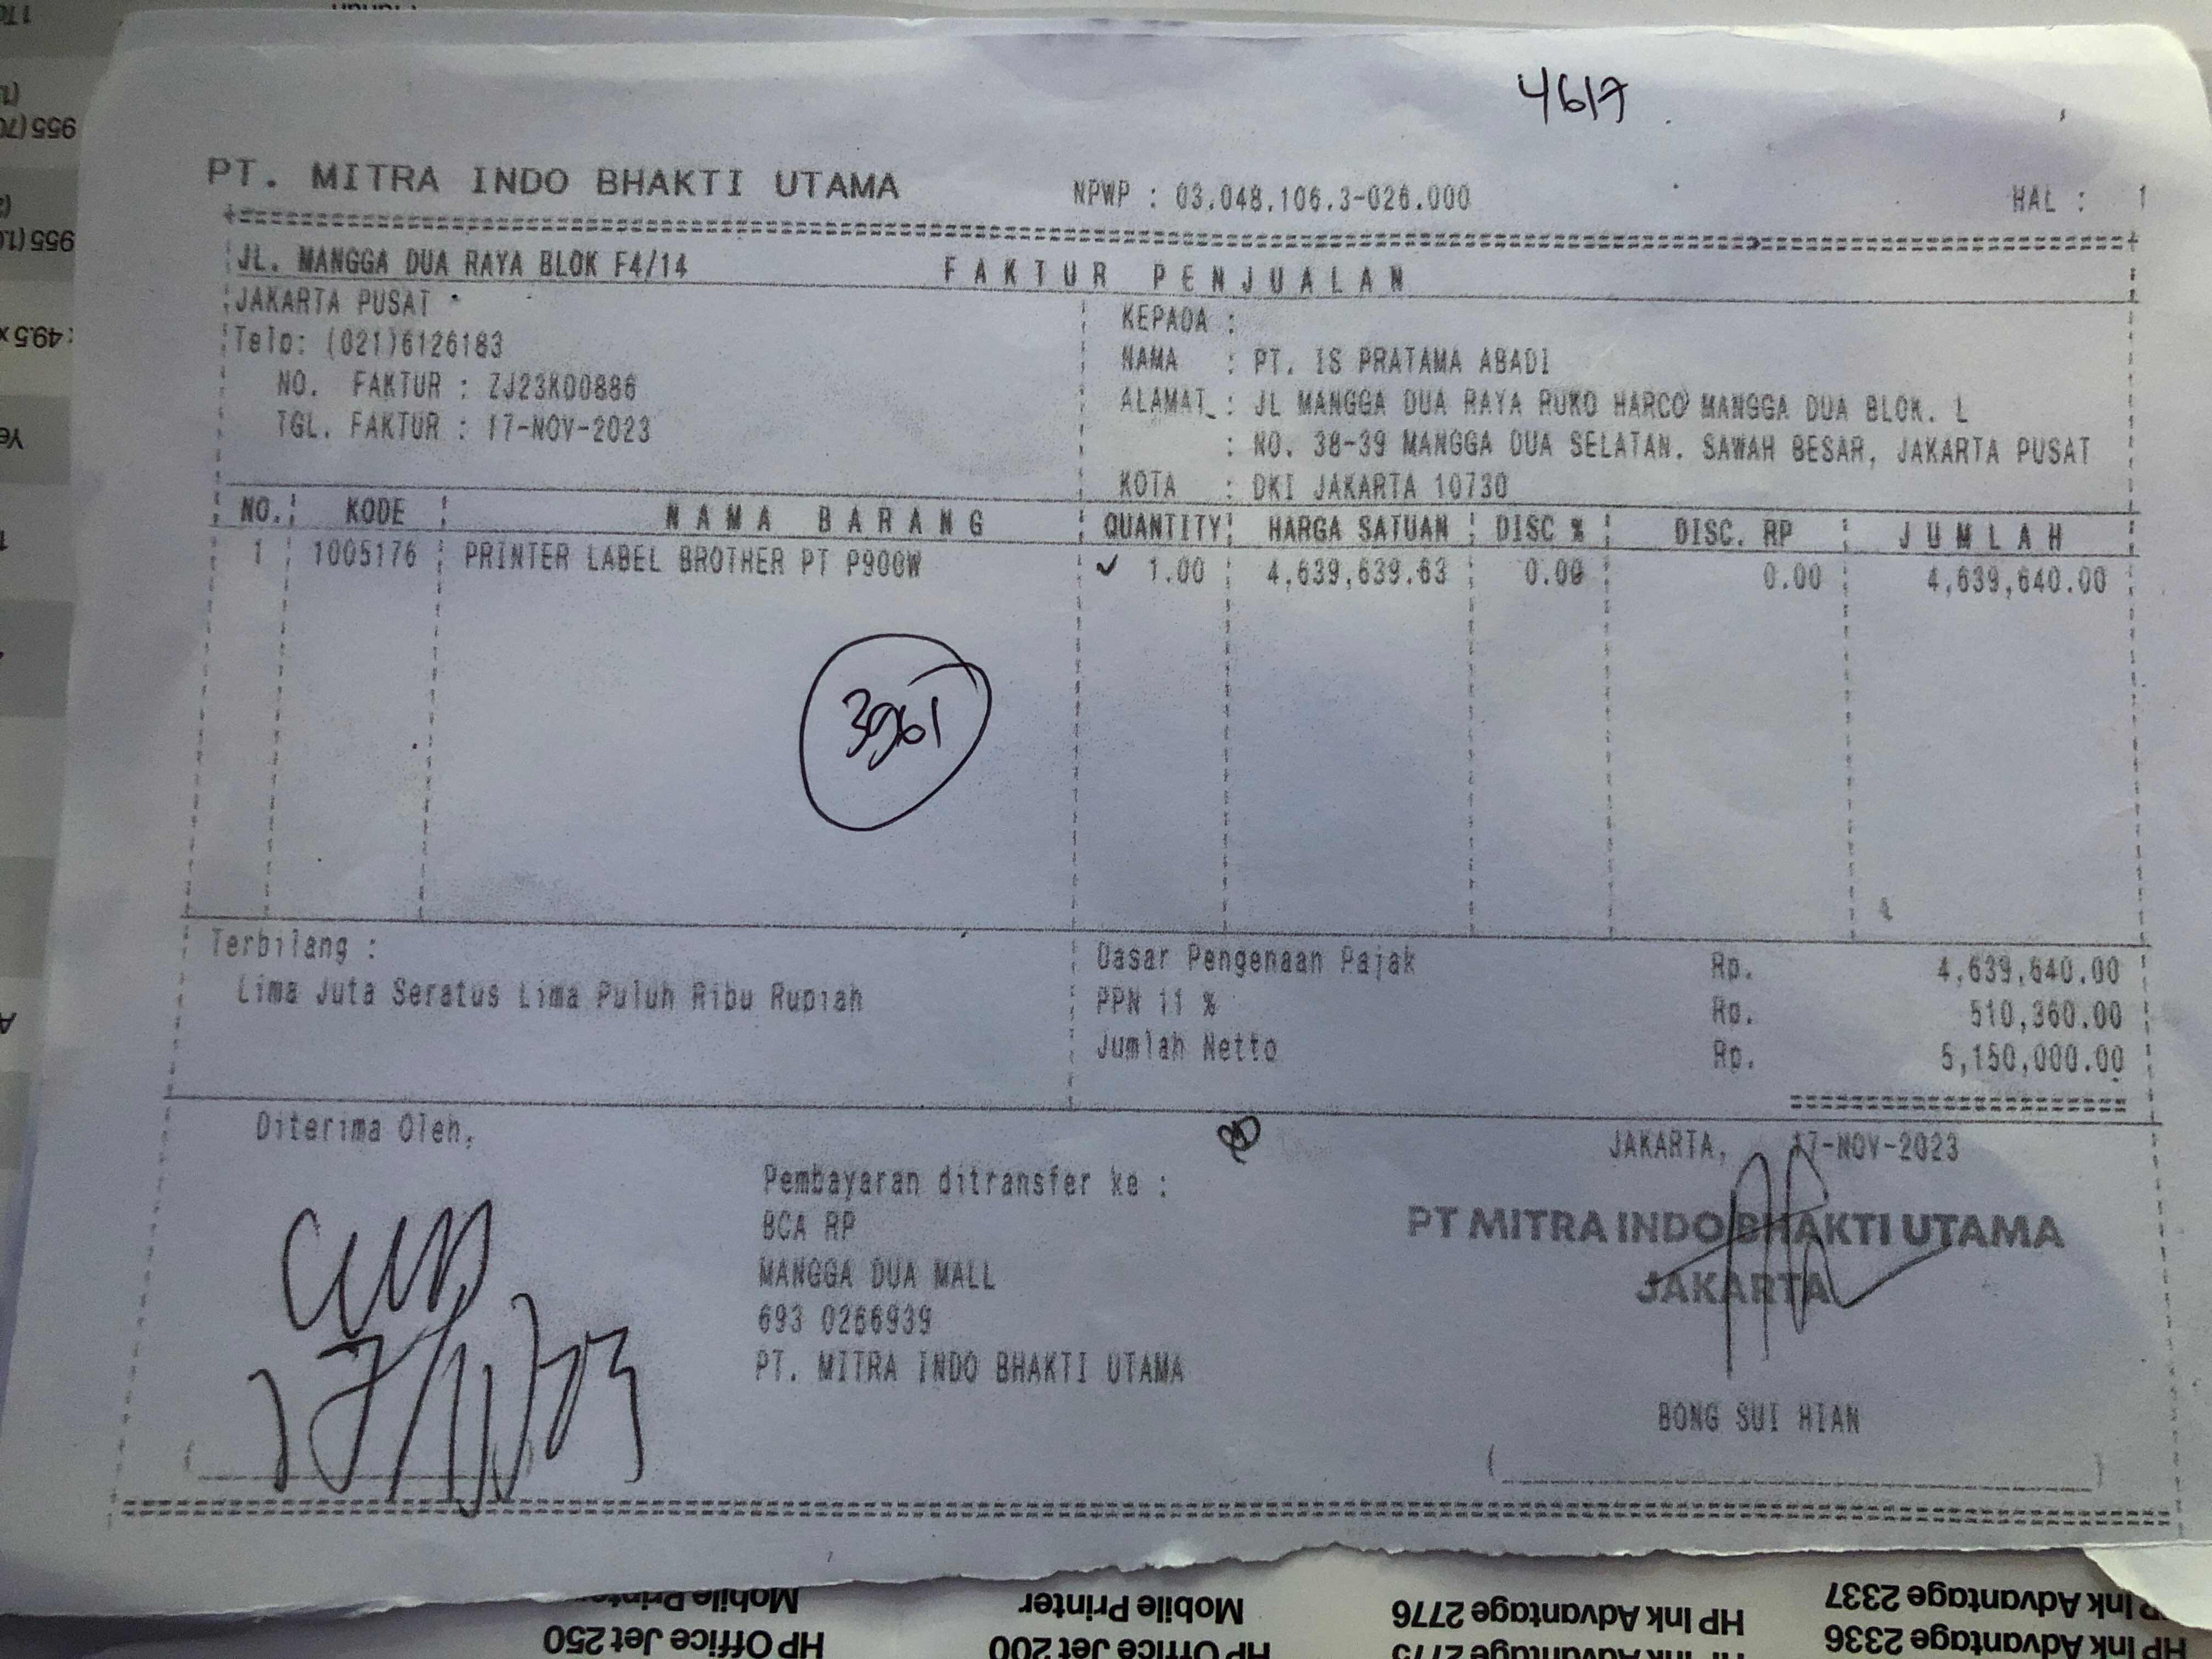 4617
PT. MITRA INDO BHAKTI UTAMA NPWP : 03.048.106.3-026.000 HAL : 1
JL. MANGGA DUA RAYA BLOK F4/14 FAKTUR PENJUALAN
JAKARTA PUSAT
Telp: (021)6126183
NO. FAKTUR : ZJ23K00886
TGL. FAKTUR : 17-NOV-2023
KEPADA :
NAMA : PT. IS PRATAMA ABADI
ALAMAT : JL MANGGA DUA RAYA RUKO HARCO MANGGA DUA BLOK. L
: NO. 38-39 MANGGA DUA SELATAN. SAWAH BESAR, JAKARTA PUSAT
KOTA : DKI JAKARTA 10730
NO. KODE NAMA BARANG QUANTITY HARGA SATUAN DISC % DISC. RP JUMLAH
1 1005176 PRINTER LABEL BROTHER PT P900W ✓ 1.00 4,639,639.63 0.00 0.00 4,639,640.00
Terbilang :
Lima Juta Seratus Lima Puluh Ribu Rupiah
Dasar Pengenaan Pajak Rp. 4,639,640.00
PPN 11 % Rp. 510,360.00
Jumlah Netto Rp. 5,150,000.00
Diterima Oleh,
17/11/23
Pembayaran ditransfer ke :
BCA RP
MANGGA DUA MALL
693 0266939
PT. MITRA INDO BHAKTI UTAMA
JAKARTA, 17-NOV-2023
PT MITRA INDO BHAKTI UTAMA
JAKARTA
BONG SUI HIAN
HP Office Jet 250
Mobile Printer
HP Office Jet 200
Mobile Printer
HP Ink Advantage 2776
HP Ink Advantage 2336
Ink Advantage 2337